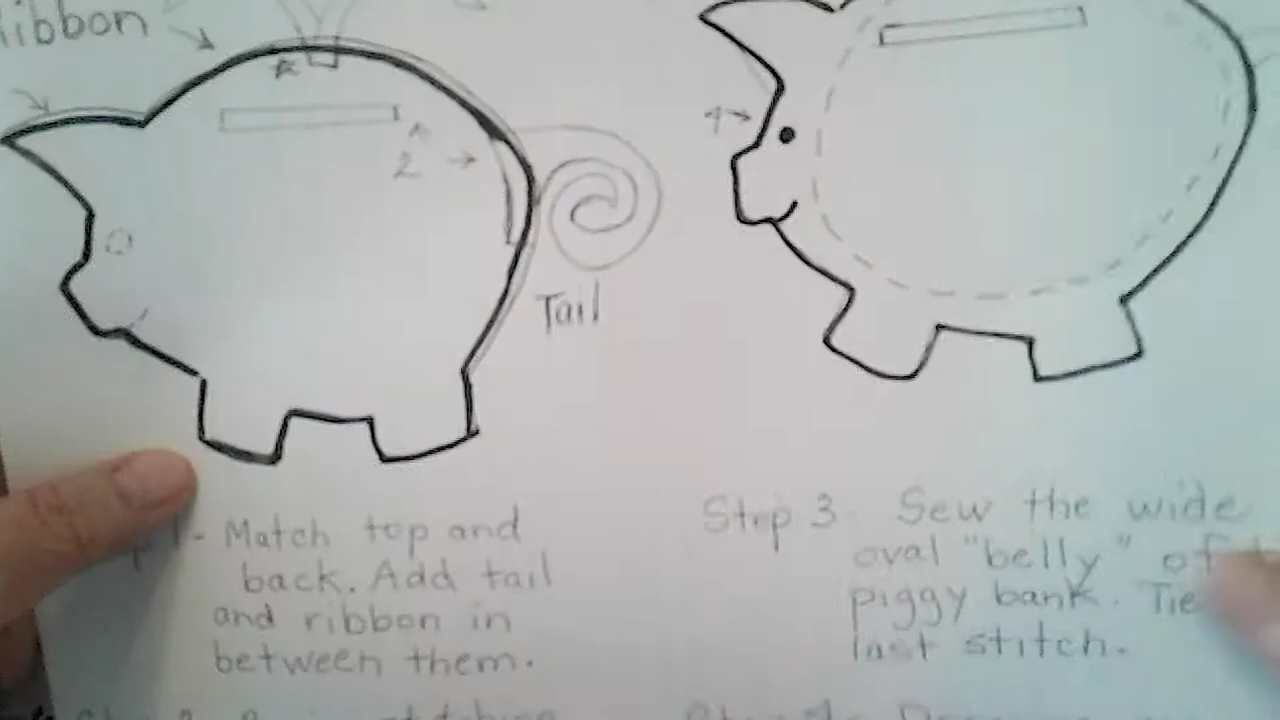 Ribbon
2
Tail
4
1- Match top and
back. Add tail
and ribbon in
between them.
Step 3- Sew the wide
oval "belly" of
piggy bank. Tie
last stitch.